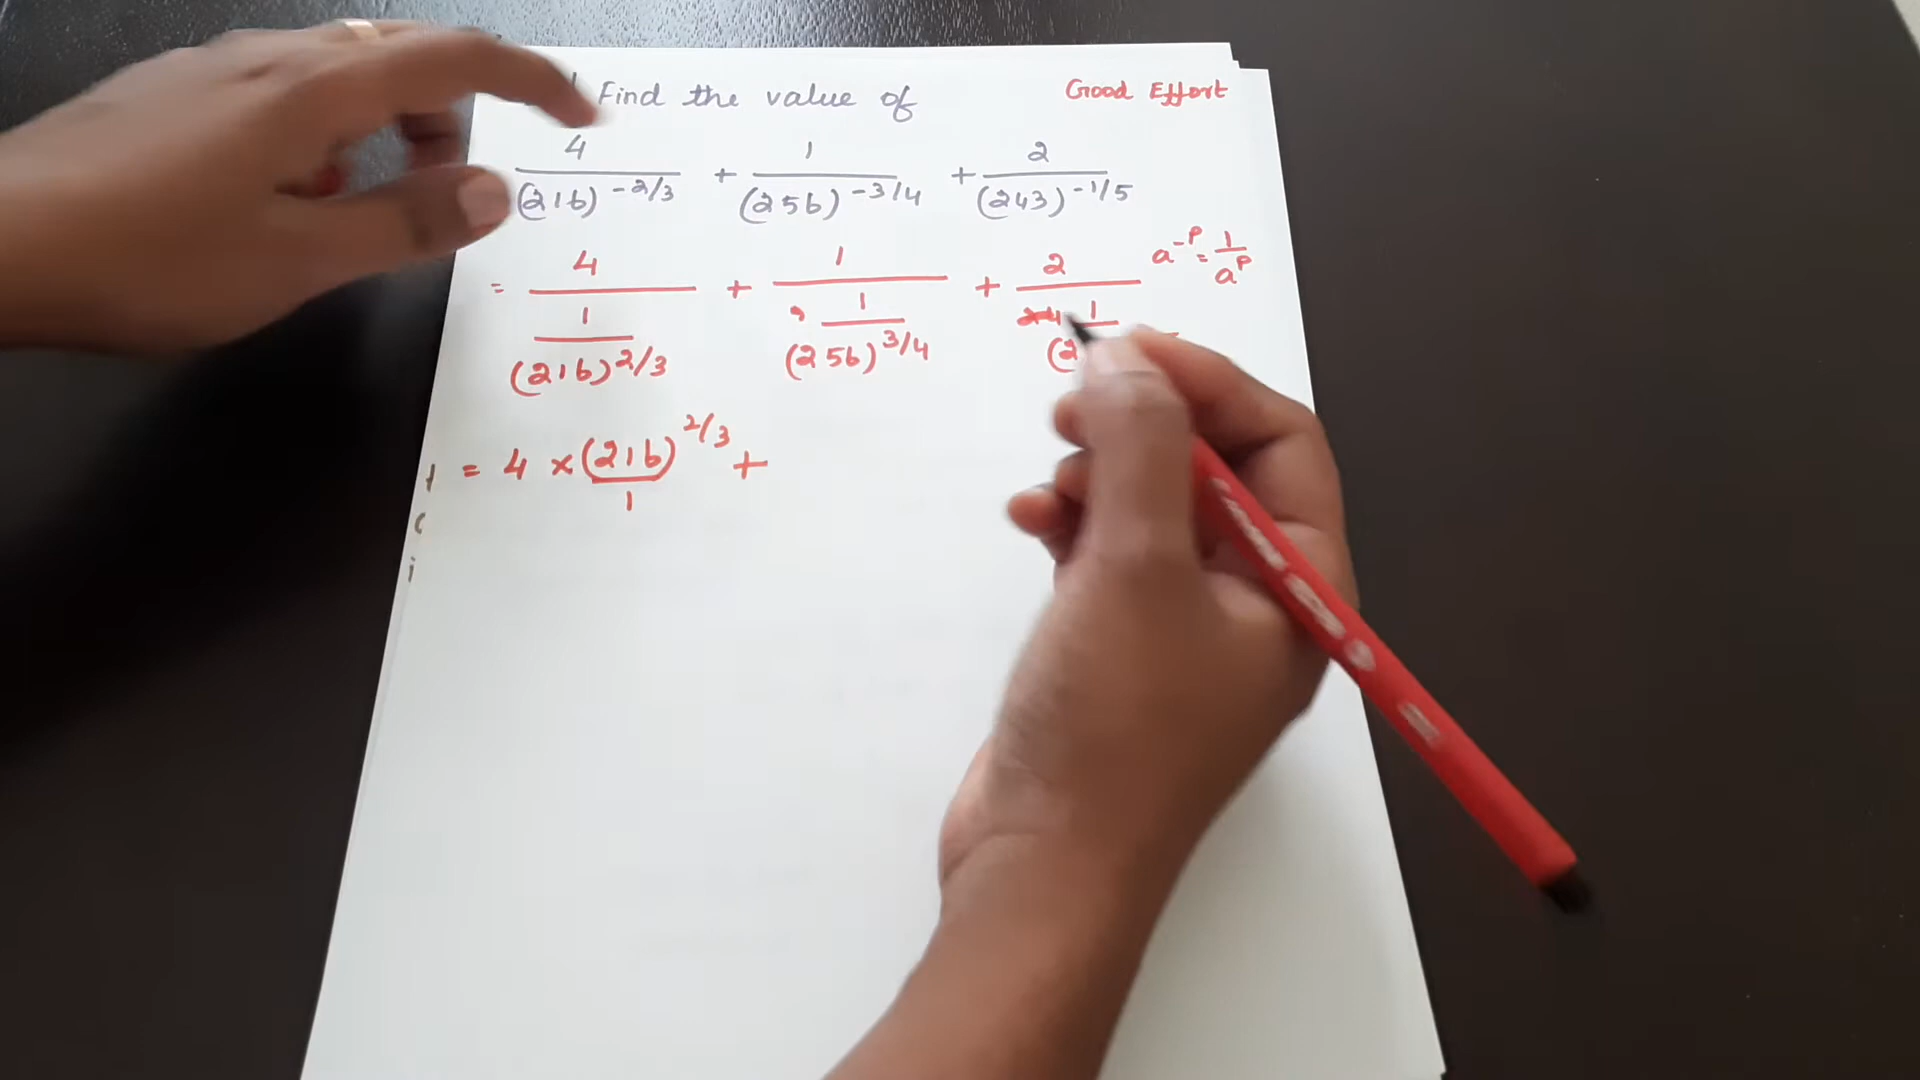 Find the value of
Good Effort
4/(216)^-2/3 + 1/(256)^-3/4 + 2/(243)^-1/5
a^-p = 1/a^p
= 4/(1/(216)^2/3) + 1/(1/(256)^3/4) + 2/(1/(2
= 4 × (216)^2/3/1 +